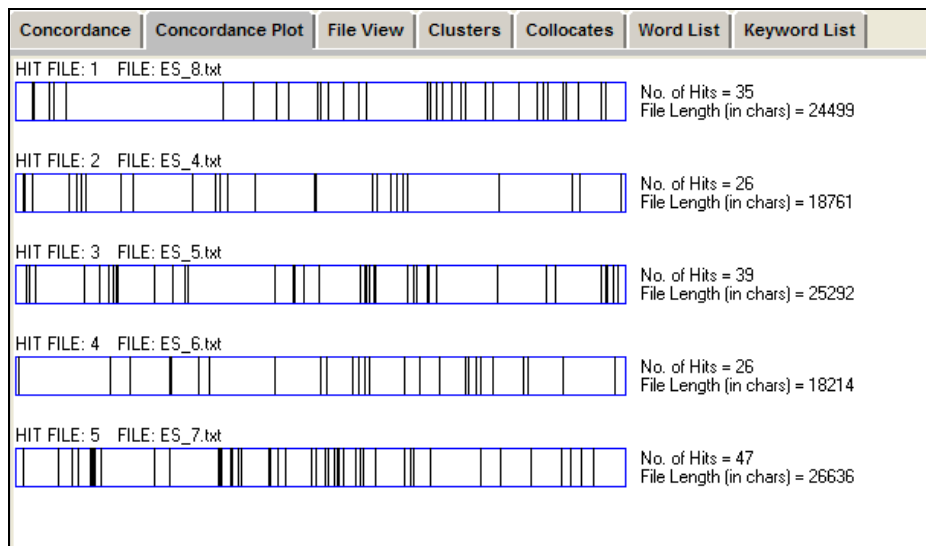 Concordance Concordance Plot File View Clusters Collocates Word List Keyword List
HIT FILE: 1 FILE: ES_8.txt
No. of Hits = 35
File Length (in chars) = 24499
HIT FILE: 2 FILE: ES_4.txt
No. of Hits = 26
File Length (in chars) = 18761
HIT FILE: 3 FILE: ES_5.txt
No. of Hits = 39
File Length (in chars) = 25292
HIT FILE: 4 FILE: ES_6.txt
No. of Hits = 26
File Length (in chars) = 18214
HIT FILE: 5 FILE: ES_7.txt
No. of Hits = 47
File Length (in chars) = 26636